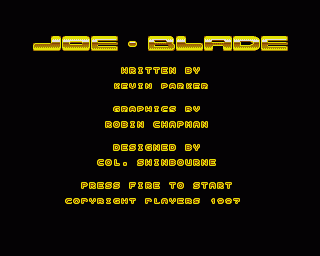 JOE · BLADE
WRITTEN BY
KEVIN PARKER
GRAPHICS BY
ROBIN CHAPMAN
DESIGNED BY
COL. SWINBOURNE
PRESS FIRE TO START
COPYRIGHT PLAYERS 1987